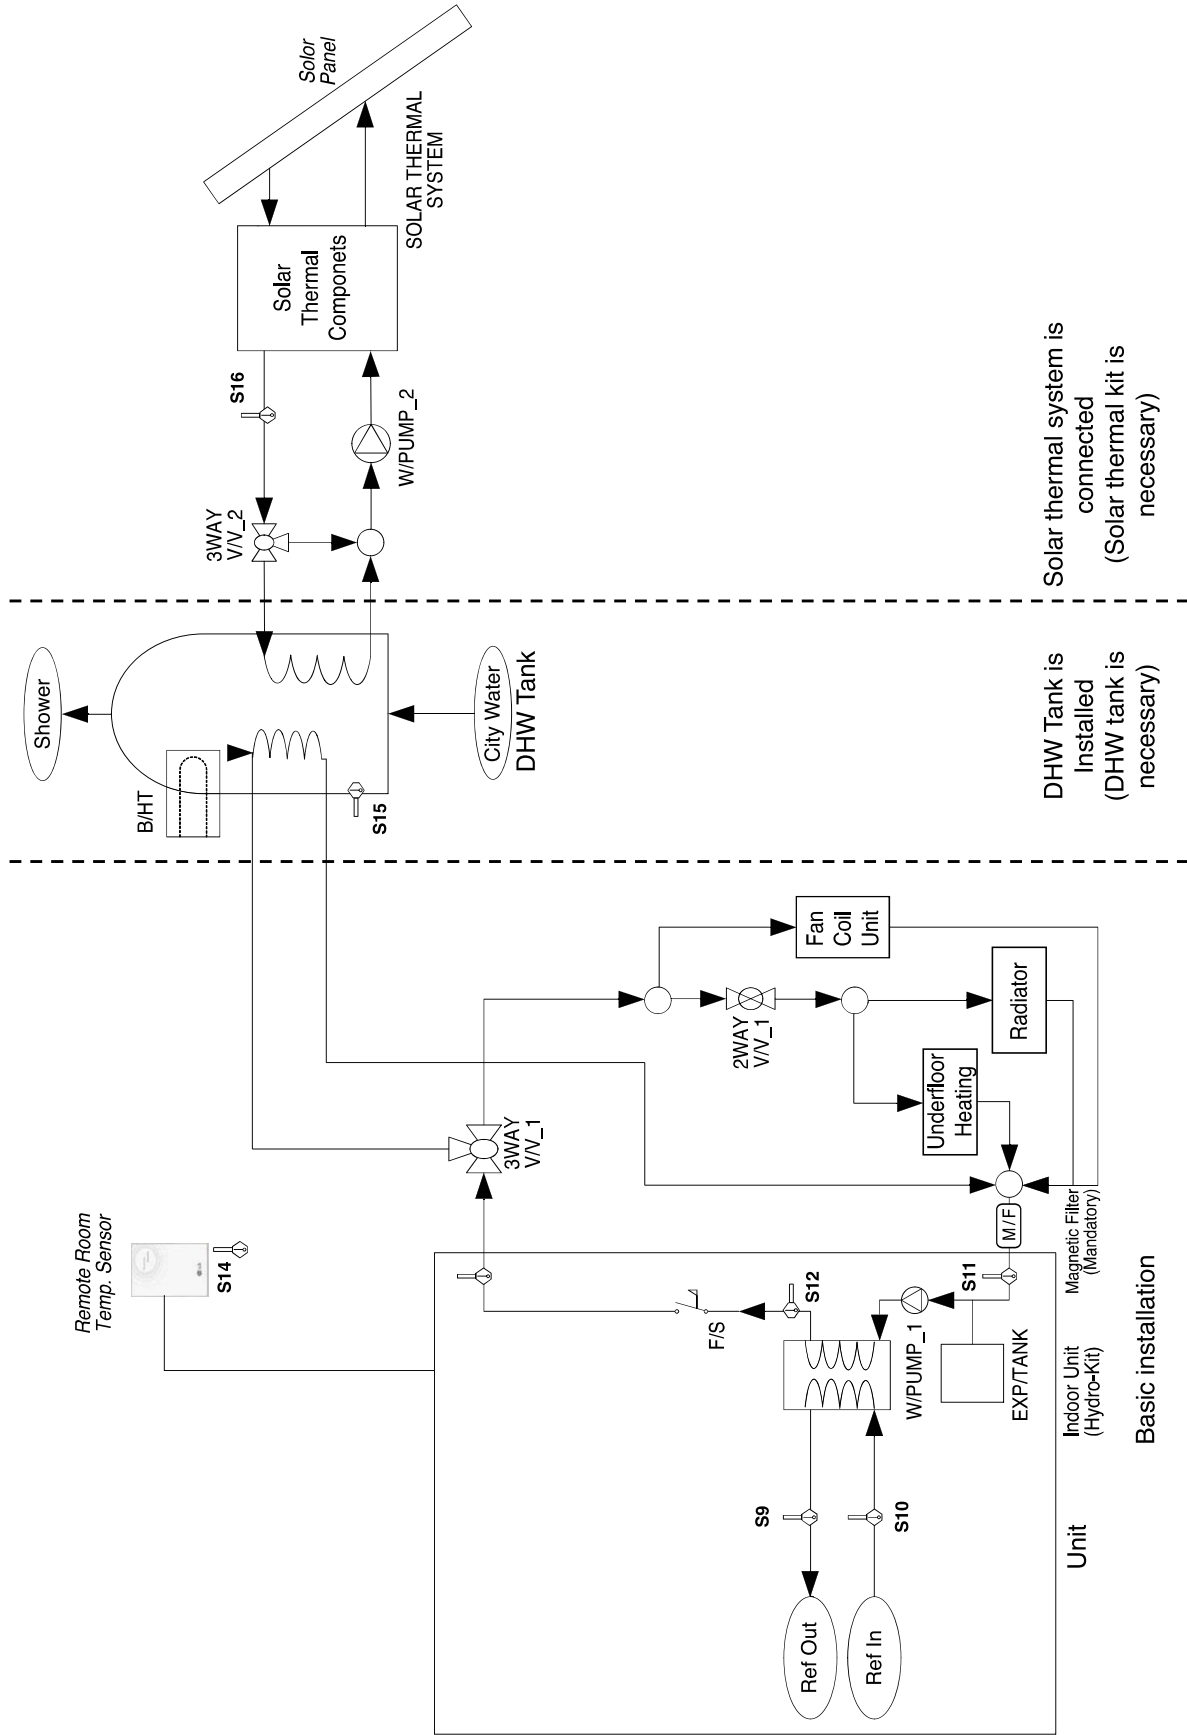 Remote Room
Temp. Sensor
S14
Shower
B/HT
S15
City Water
DHW Tank
Solor
Panel
SOLAR THERMAL
SYSTEM
Solar
Thermal
Componets
S16
3WAY
V/V_2
W/PUMP_2
3WAY
V/V_1
F/S
S12
2WAY
V/V_1
Fan
Coil
Unit
Radiator
Underfloor
Heating
M/F
Magnetic Filter
(Mandatory)
S11
W/PUMP_1
EXP/TANK
S9
S10
Ref Out
Ref In
Unit
Indoor Unit
(Hydro-Kit)
Basic installation
DHW Tank is
Installed
(DHW tank is
necessary)
Solar thermal system is
connected
(Solar thermal kit is
necessary)